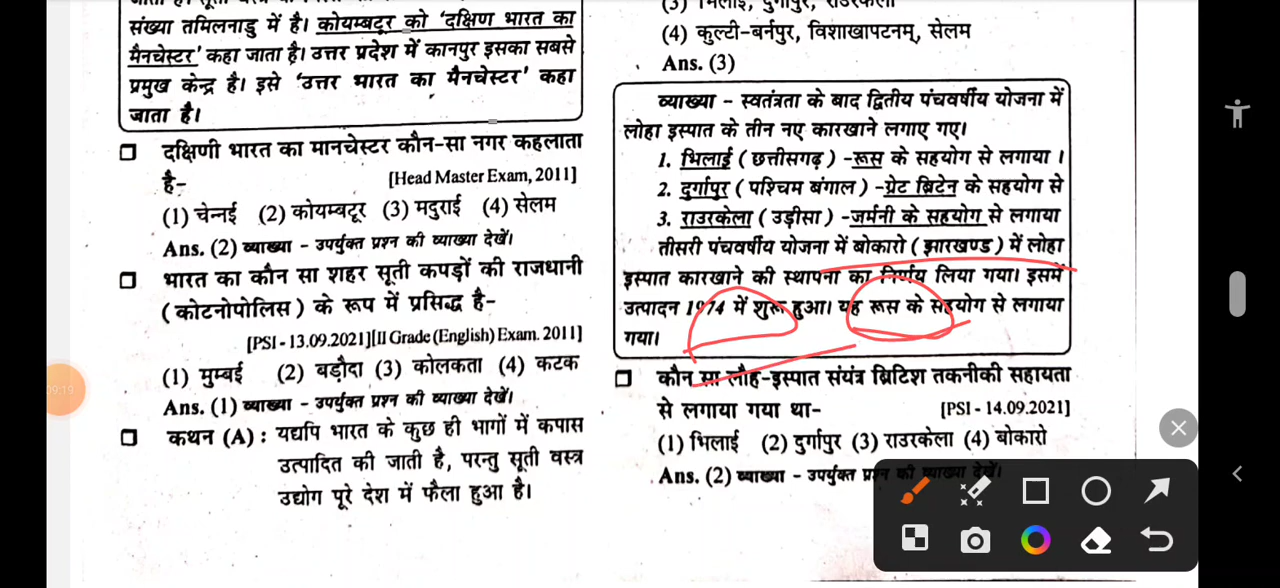 संख्या तमिलनाडु में है। कोयम्बटूर को 'दक्षिण भारत का
मैनचेस्टर' कहा जाता है। उत्तर प्रदेश में कानपुर इसका सबसे
प्रमुख केन्द्र है। इसे 'उत्तर भारत का मैनचेस्टर' कहा
जाता है।
दक्षिणी भारत का मानचेस्टर कौन-सा नगर कहलाता
है-
[Head Master Exam, 2011]
(1) चेन्नई (2) कोयम्बटूर (3) मदुराई (4) सेलम
Ans. (2) व्याख्या - उपर्युक्त प्रश्न की व्याख्या देखें।
भारत का कौन सा शहर सूती कपड़ों की राजधानी
(कोटनोपोलिस) के रूप में प्रसिद्ध है-
[PSI - 13.09.2021][II Grade (English) Exam. 2011]
(1) मुम्बई (2) बड़ौदा (3) कोलकता (4) कटक
Ans. (1) व्याख्या - उपर्युक्त प्रश्न की व्याख्या देखें।
कथन (A) : यद्यपि भारत के कुछ ही भागों में कपास
उत्पादित की जाती है, परन्तु सूती वस्त्र
उद्योग पूरे देश में फैला हुआ है।
(3) भिलाई, दुर्गापुर, राउरकेला
(4) कुल्टी-बर्नपुर, विशाखापटनम्, सेलम
Ans. (3)
व्याख्या - स्वतंत्रता के बाद द्वितीय पंचवर्षीय योजना में
लोहा इस्पात के तीन नए कारखाने लगाए गए।
1. भिलाई (छत्तीसगढ़) -रूस के सहयोग से लगाया ।
2. दुर्गापुर (पश्चिम बंगाल) -ग्रेट ब्रिटेन के सहयोग से
3. राउरकेला (उड़ीसा) -जर्मनी के सहयोग से लगाया
तीसरी पंचवर्षीय योजना में बोकारो (झारखण्ड) में लोहा
इस्पात कारखाने की स्थापना का निर्णय लिया गया। इसमें
उत्पादन 1974 में शुरू हुआ। यह रूस के सहयोग से लगाया
गया।
कौन सा लौह-इस्पात संयंत्र ब्रिटिश तकनीकी सहायता
से लगाया गया था-
[PSI - 14.09.2021]
(1) भिलाई (2) दुर्गापुर (3) राउरकेला (4) बोकारो
Ans. (2) व्याख्या - उपर्युक्त प्रश्न की व्याख्या देखें।
09:19